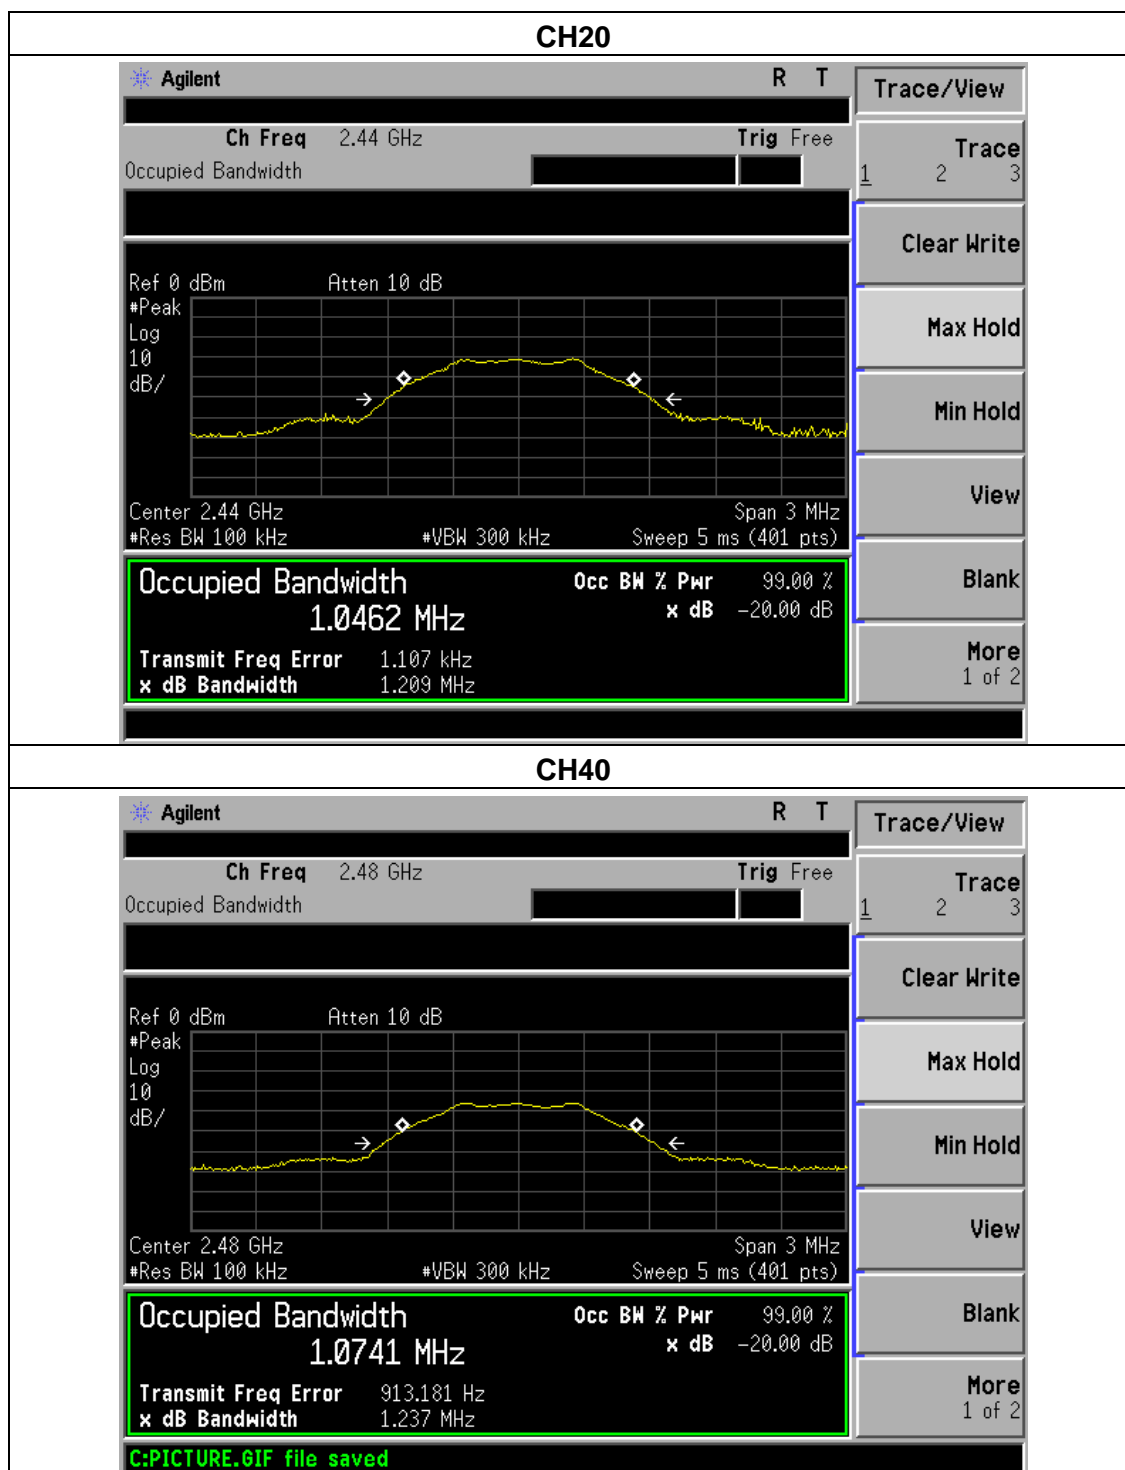 CH20
Agilent R T
Trace/View
Ch Freq 2.44 GHz Trig Free
Occupied Bandwidth
Trace
1 2 3
Clear Write
Max Hold
Min Hold
View
Blank
More
1 of 2
Ref 0 dBm Atten 10 dB
#Peak
Log
10
dB/
Center 2.44 GHz Span 3 MHz
#Res BW 100 kHz #VBW 300 kHz Sweep 5 ms (401 pts)
Occupied Bandwidth Occ BW % Pwr 99.00 %
1.0462 MHz x dB -20.00 dB
Transmit Freq Error 1.107 kHz
x dB Bandwidth 1.209 MHz
CH40
Agilent R T
Trace/View
Ch Freq 2.48 GHz Trig Free
Occupied Bandwidth
Trace
1 2 3
Clear Write
Max Hold
Min Hold
View
Blank
More
1 of 2
Ref 0 dBm Atten 10 dB
#Peak
Log
10
dB/
Center 2.48 GHz Span 3 MHz
#Res BW 100 kHz #VBW 300 kHz Sweep 5 ms (401 pts)
Occupied Bandwidth Occ BW % Pwr 99.00 %
1.0741 MHz x dB -20.00 dB
Transmit Freq Error 913.181 Hz
x dB Bandwidth 1.237 MHz
C:PICTURE.GIF file saved